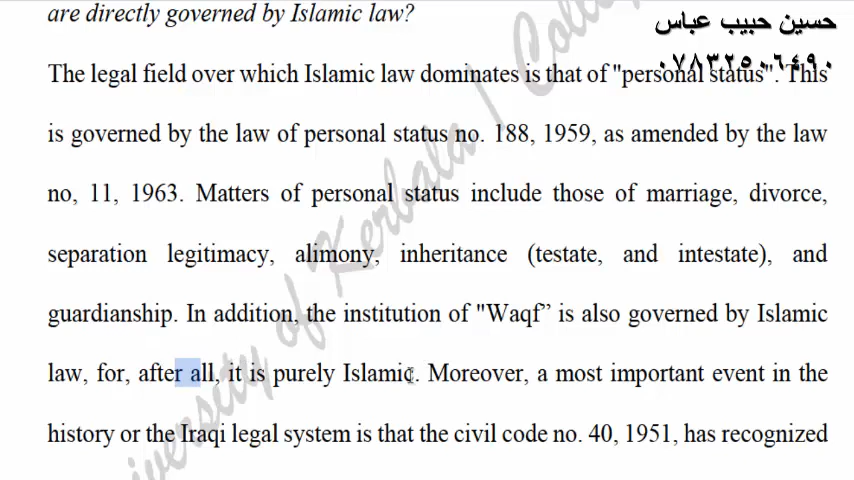 are directly governed by Islamic law?
حسين حبيب عباس
٠٧٨٣٢٥٠٦٤٩٠
The legal field over which Islamic law dominates is that of "personal status". This
is governed by the law of personal status no. 188, 1959, as amended by the law
no, 11, 1963. Matters of personal status include those of marriage, divorce,
separation legitimacy, alimony, inheritance (testate, and intestate), and
guardianship. In addition, the institution of "Waqf” is also governed by Islamic
law, for, after all, it is purely Islamic. Moreover, a most important event in the
history or the Iraqi legal system is that the civil code no. 40, 1951, has recognized
versity of Kerbala | Colle